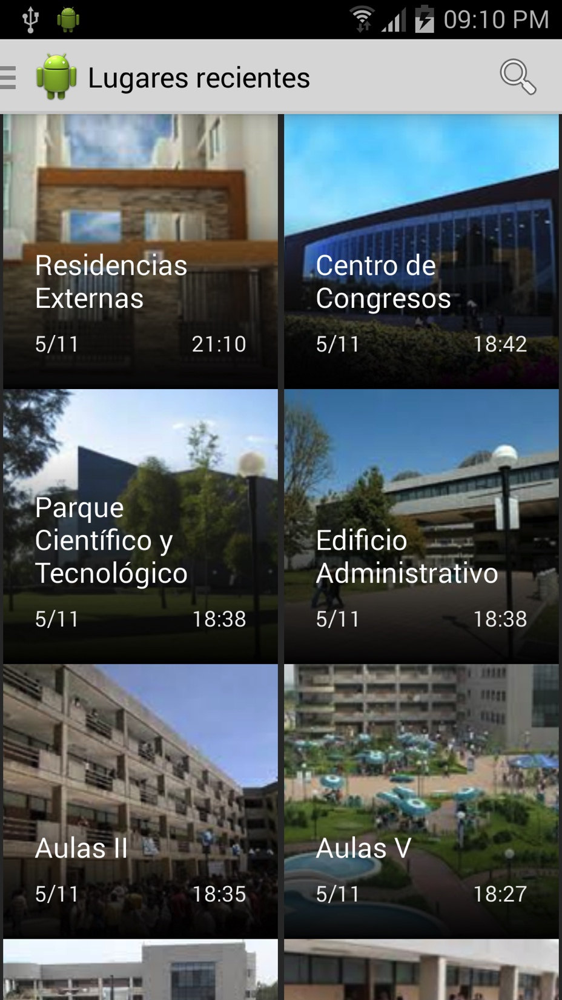 09:10 PM
Lugares recientes
Residencias
Externas
5/11 21:10
Centro de
Congresos
5/11 18:42
Parque
Científico y
Tecnológico
5/11 18:38
Edificio
Administrativo
5/11 18:38
Aulas II
5/11 18:35
Aulas V
5/11 18:27